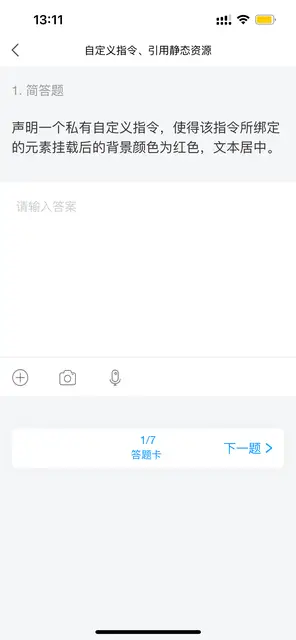 13:11
自定义指令、引用静态资源
1. 简答题
声明一个私有自定义指令，使得该指令所绑定
的元素挂载后的背景颜色为红色，文本居中。
请输入答案
1/7
答题卡
下一题